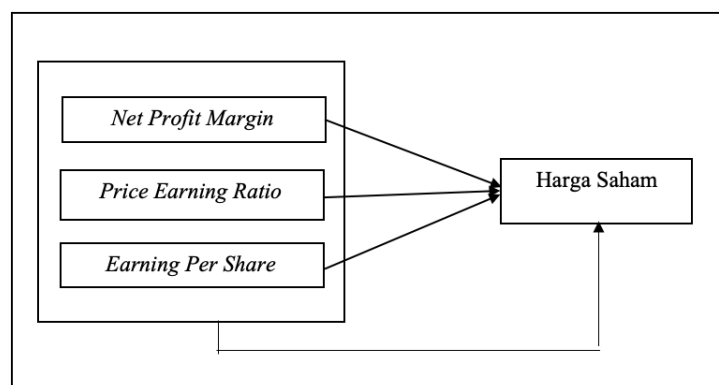 Net Profit Margin
Price Earning Ratio
Earning Per Share
Harga Saham